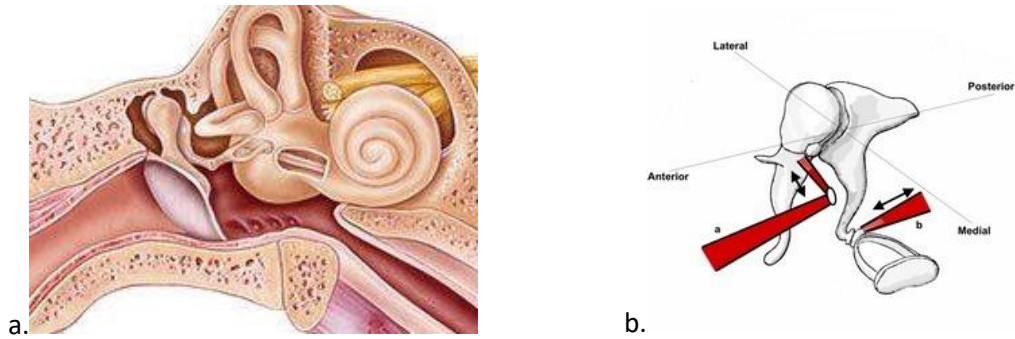 Lateral
Posterior
Anterior
a
b
Medial
a.
b.